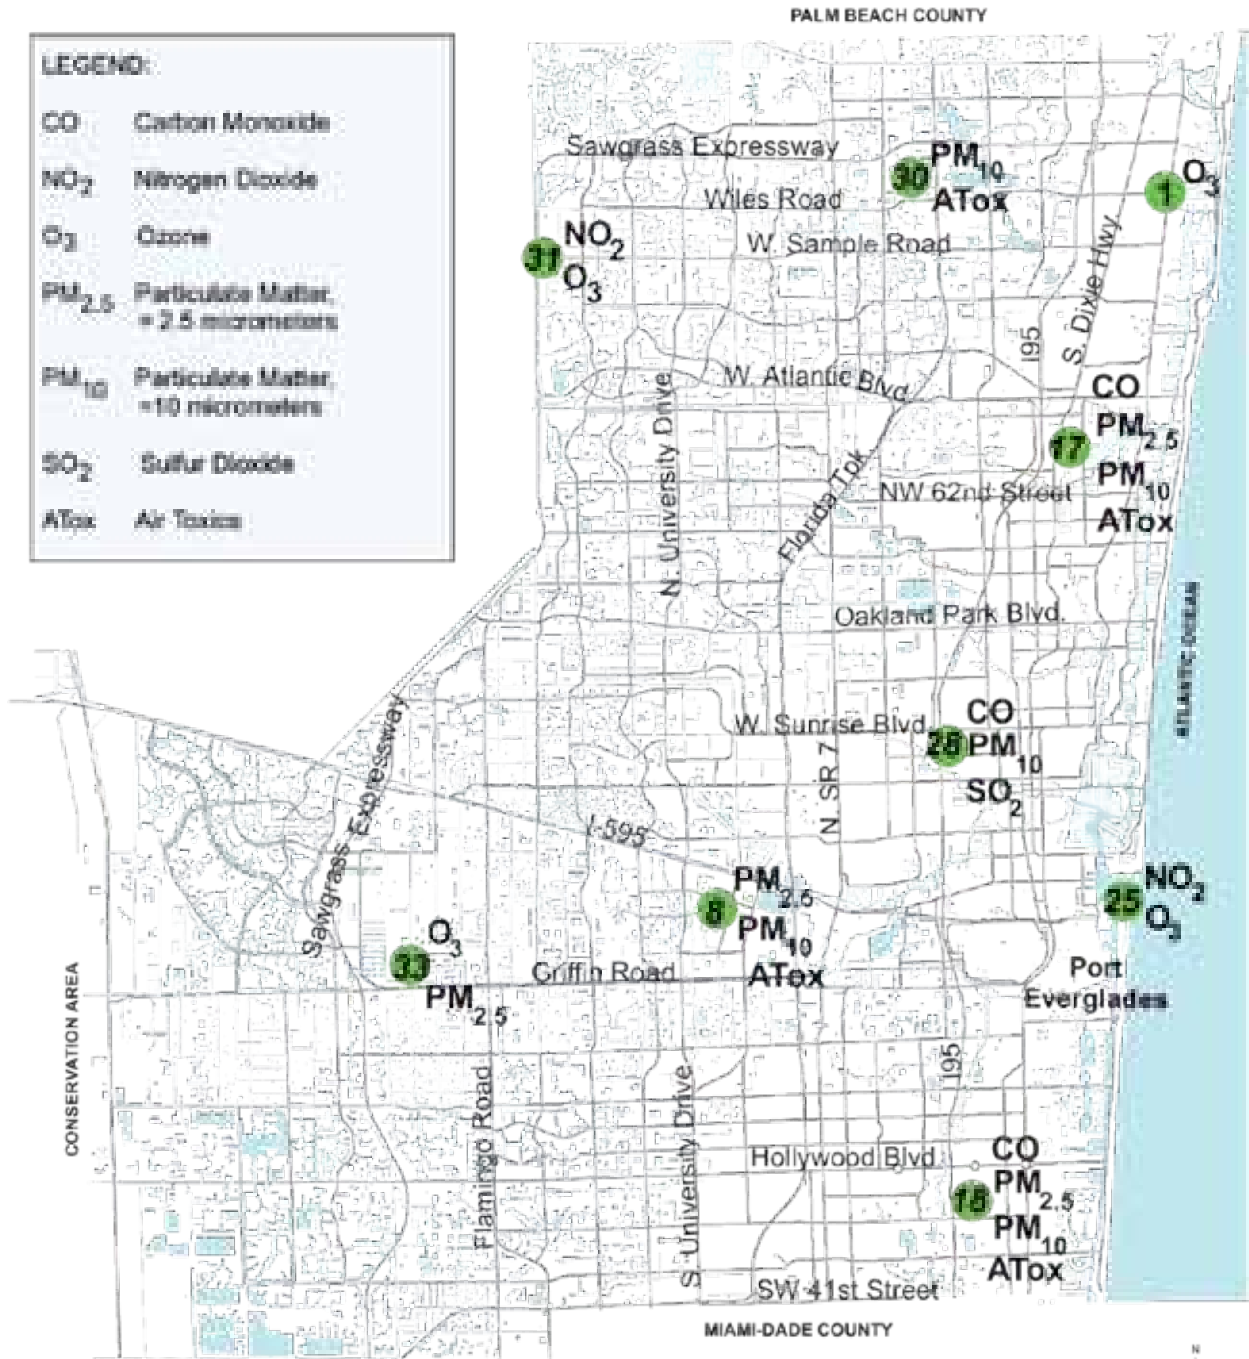 PALM BEACH COUNTY
LEGEND:
CO Carbon Monoxide
NO2 Nitrogen Dioxide
O3 Ozone
PM2.5 Particulate Matter,
= 2.5 micrometers
PM10 Particulate Matter,
=10 micrometers
SO2 Sulfur Dioxide
ATox Air Toxics
Sawgrass Expressway
30 PM10
ATox
1 O3
Wiles Road
31 NO2
O3
W. Sample Road
S. Dixie Hwy
I95
W. Atlantic Blvd.
N. University Drive
Florida Tpk.
17 CO
PM2.5
PM10
ATox
NW 62nd Street
Oakland Park Blvd.
ATLANTIC OCEAN
Sawgrass Expressway
W. Sunrise Blvd.
N. SR 7
CO
PM10
SO2
I-595
8 PM2.5
PM10
ATox
25 NO2
O3
33 O3
PM2.5
Griffin Road
Port
Everglades
CONSERVATION AREA
Flamingo Road
S. University Drive
I95
Hollywood Blvd.
CO
PM2.5
PM10
ATox
SW 41st Street
MIAMI-DADE COUNTY
N